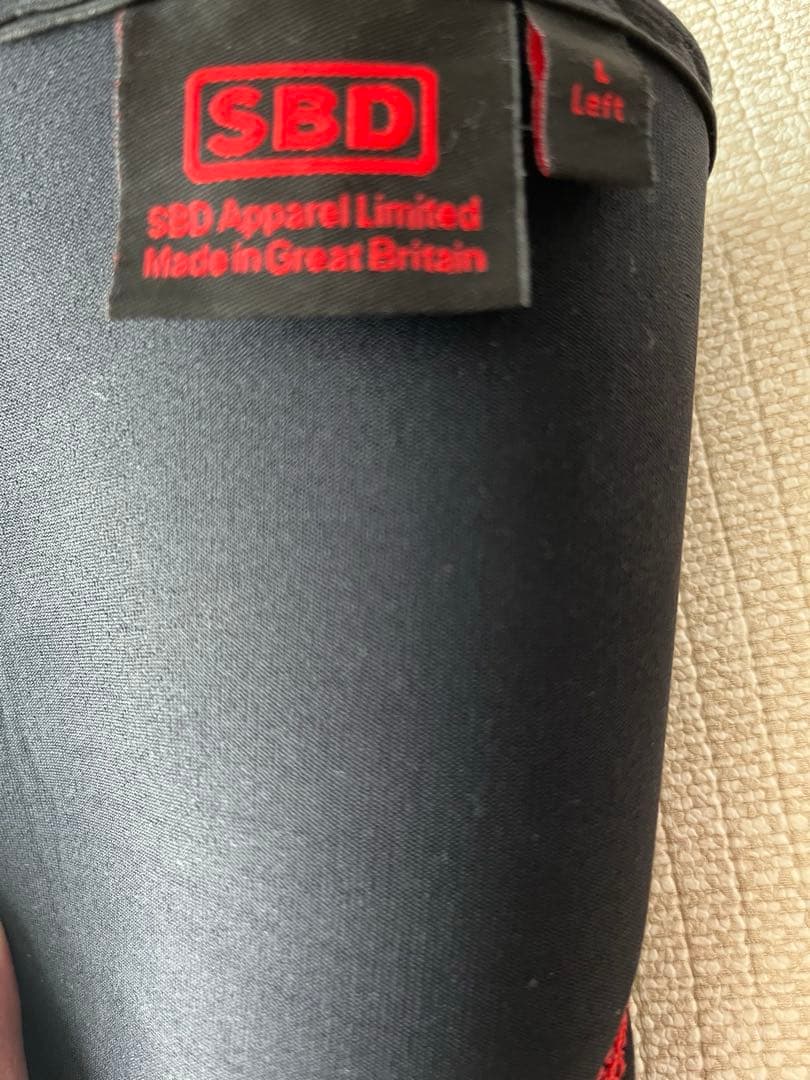 SBD
SBD Apparel Limited
Made in Great Britain
L
Left